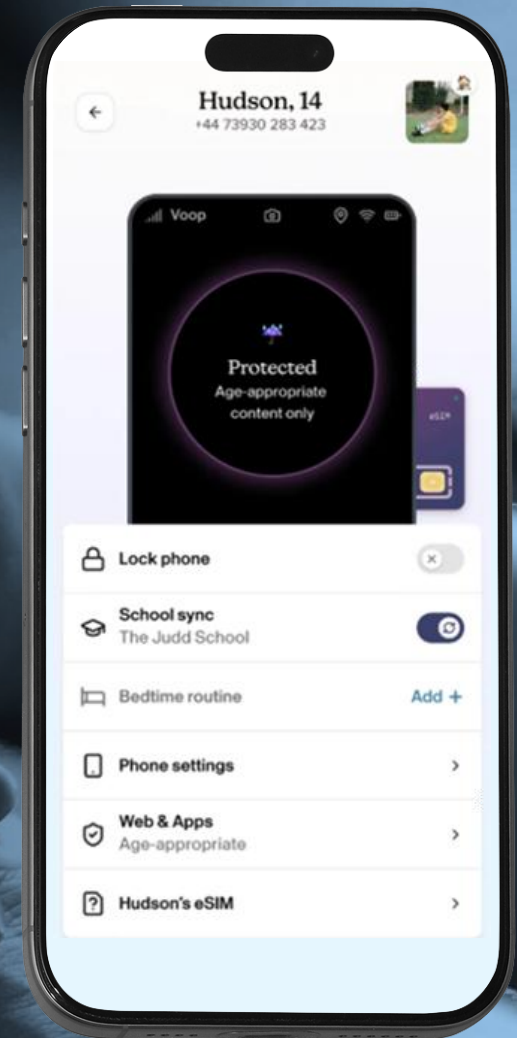 Hudson, 14
+44 73930 283 423
Voop
Protected
Age-appropriate
content only
eSIM
Lock phone
School sync
The Judd School
Bedtime routine
Add +
Phone settings
Web & Apps
Age-appropriate
Hudson's eSIM